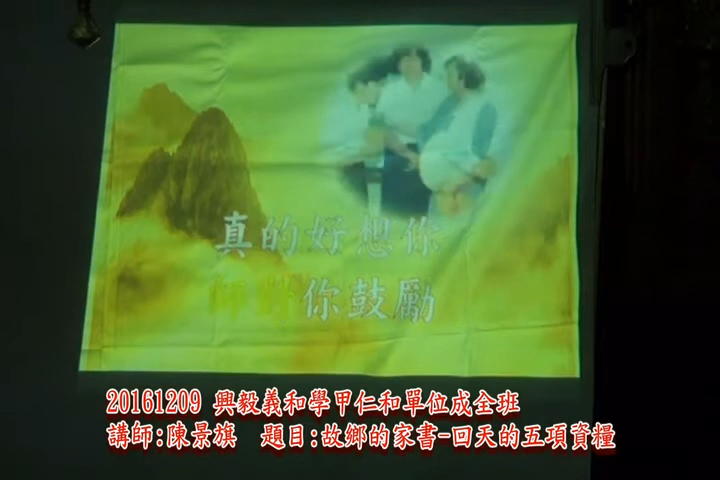 真的好想你
你鼓勵
20161209 興毅義和學甲仁和單位成全班
講師:陳景旗 題目:故鄉的家書-回天的五項資糧